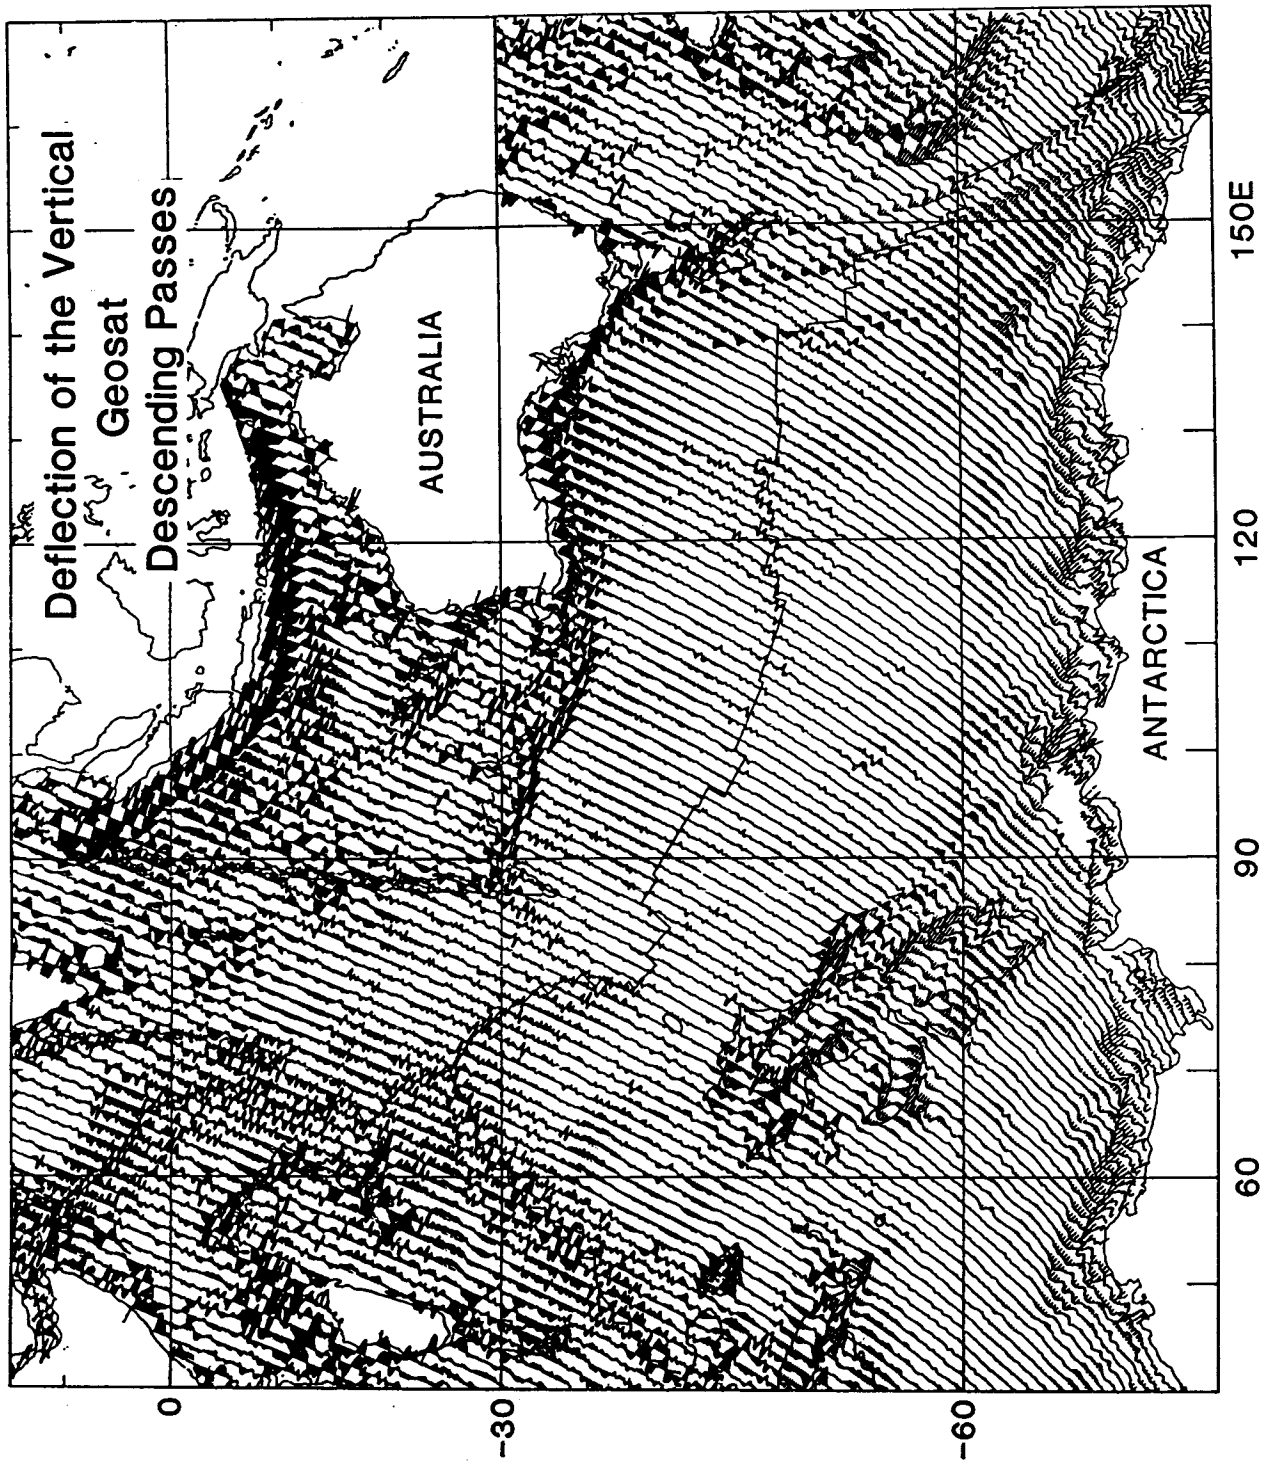 Deflection of the Vertical
Geosat
Descending Passes
AUSTRALIA
ANTARCTICA
0
-30
-60
60
90
120
150E